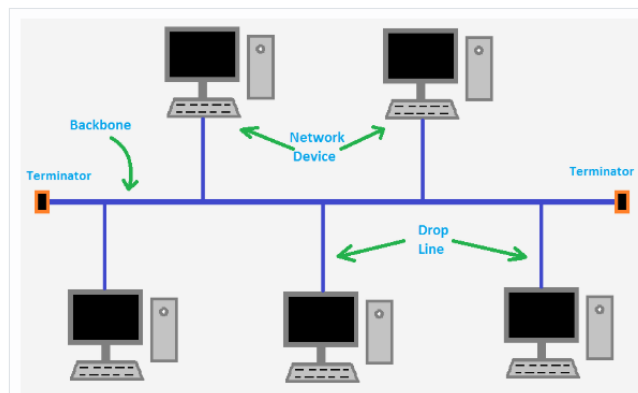 Backbone
Network
Device
Terminator
Terminator
Drop
Line